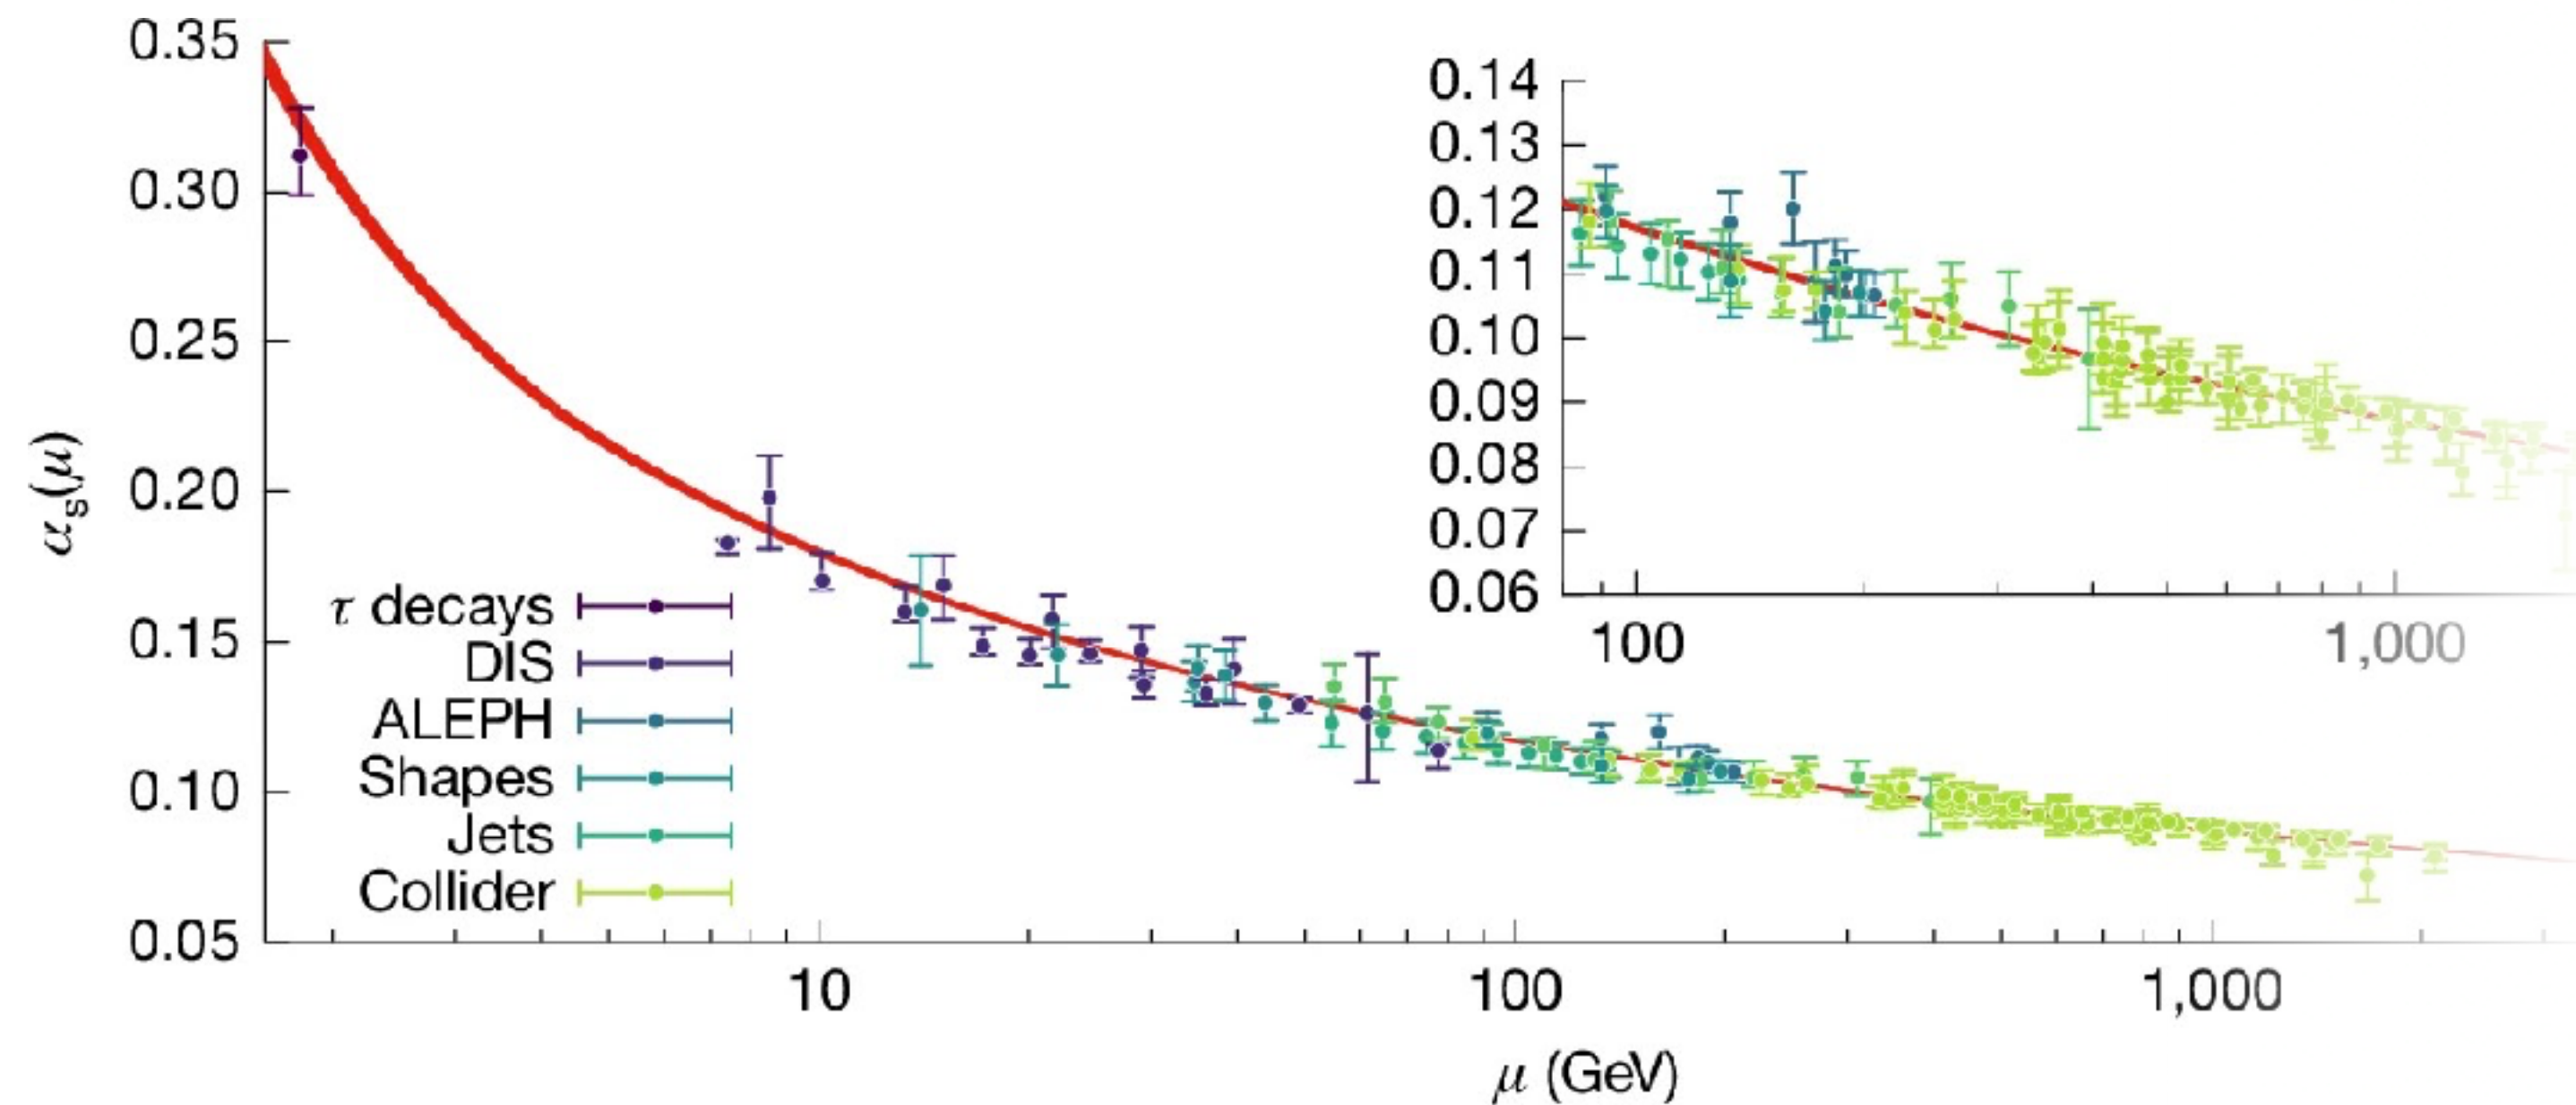 0.35
0.30
0.25
0.20
0.15
0.10
0.05
αs(μ)
τ decays
DIS
ALEPH
Shapes
Jets
Collider
10
100
1,000
μ (GeV)
0.14
0.13
0.12
0.11
0.10
0.09
0.08
0.07
0.06
100
1,000